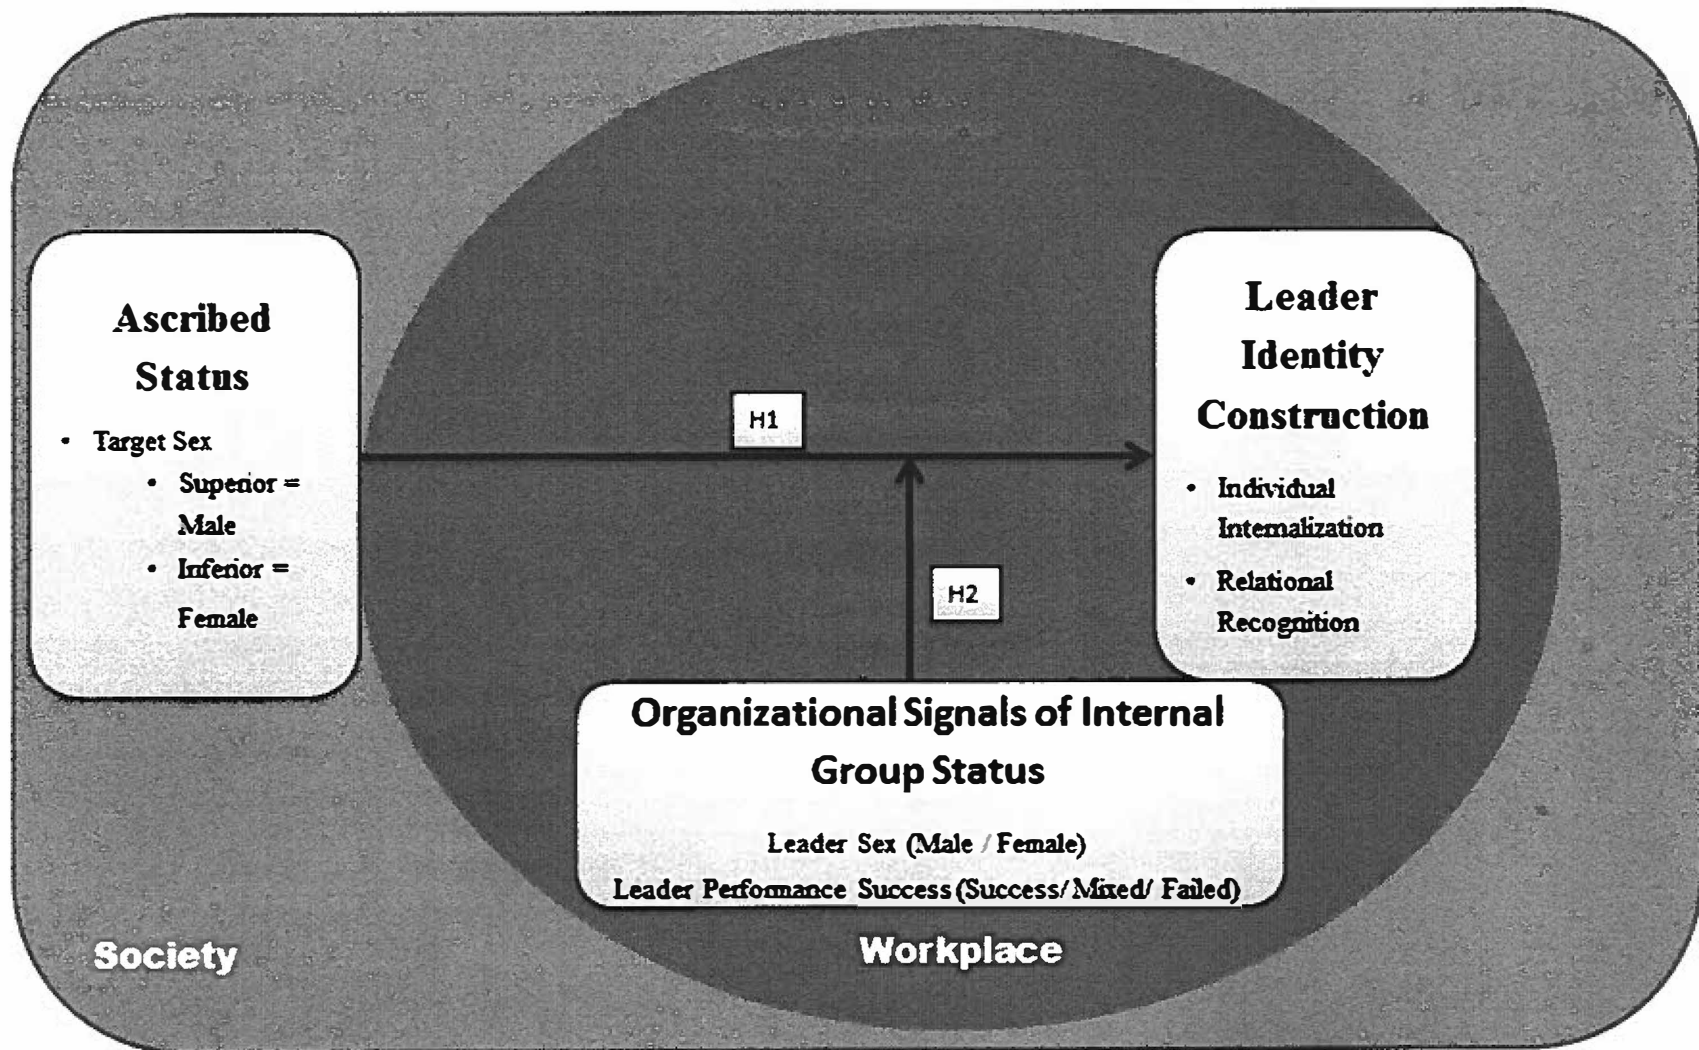 Ascribed
Status
• Target Sex
• Superior =
Male
• Inferior =
Female
H1
Leader
Identity
Construction
• Individual
Internalization
• Relational
Recognition
H2
Organizational Signals of Internal
Group Status
Leader Sex (Male / Female)
Leader Performance Success (Success/ Mixed/ Failed)
Society
Workplace